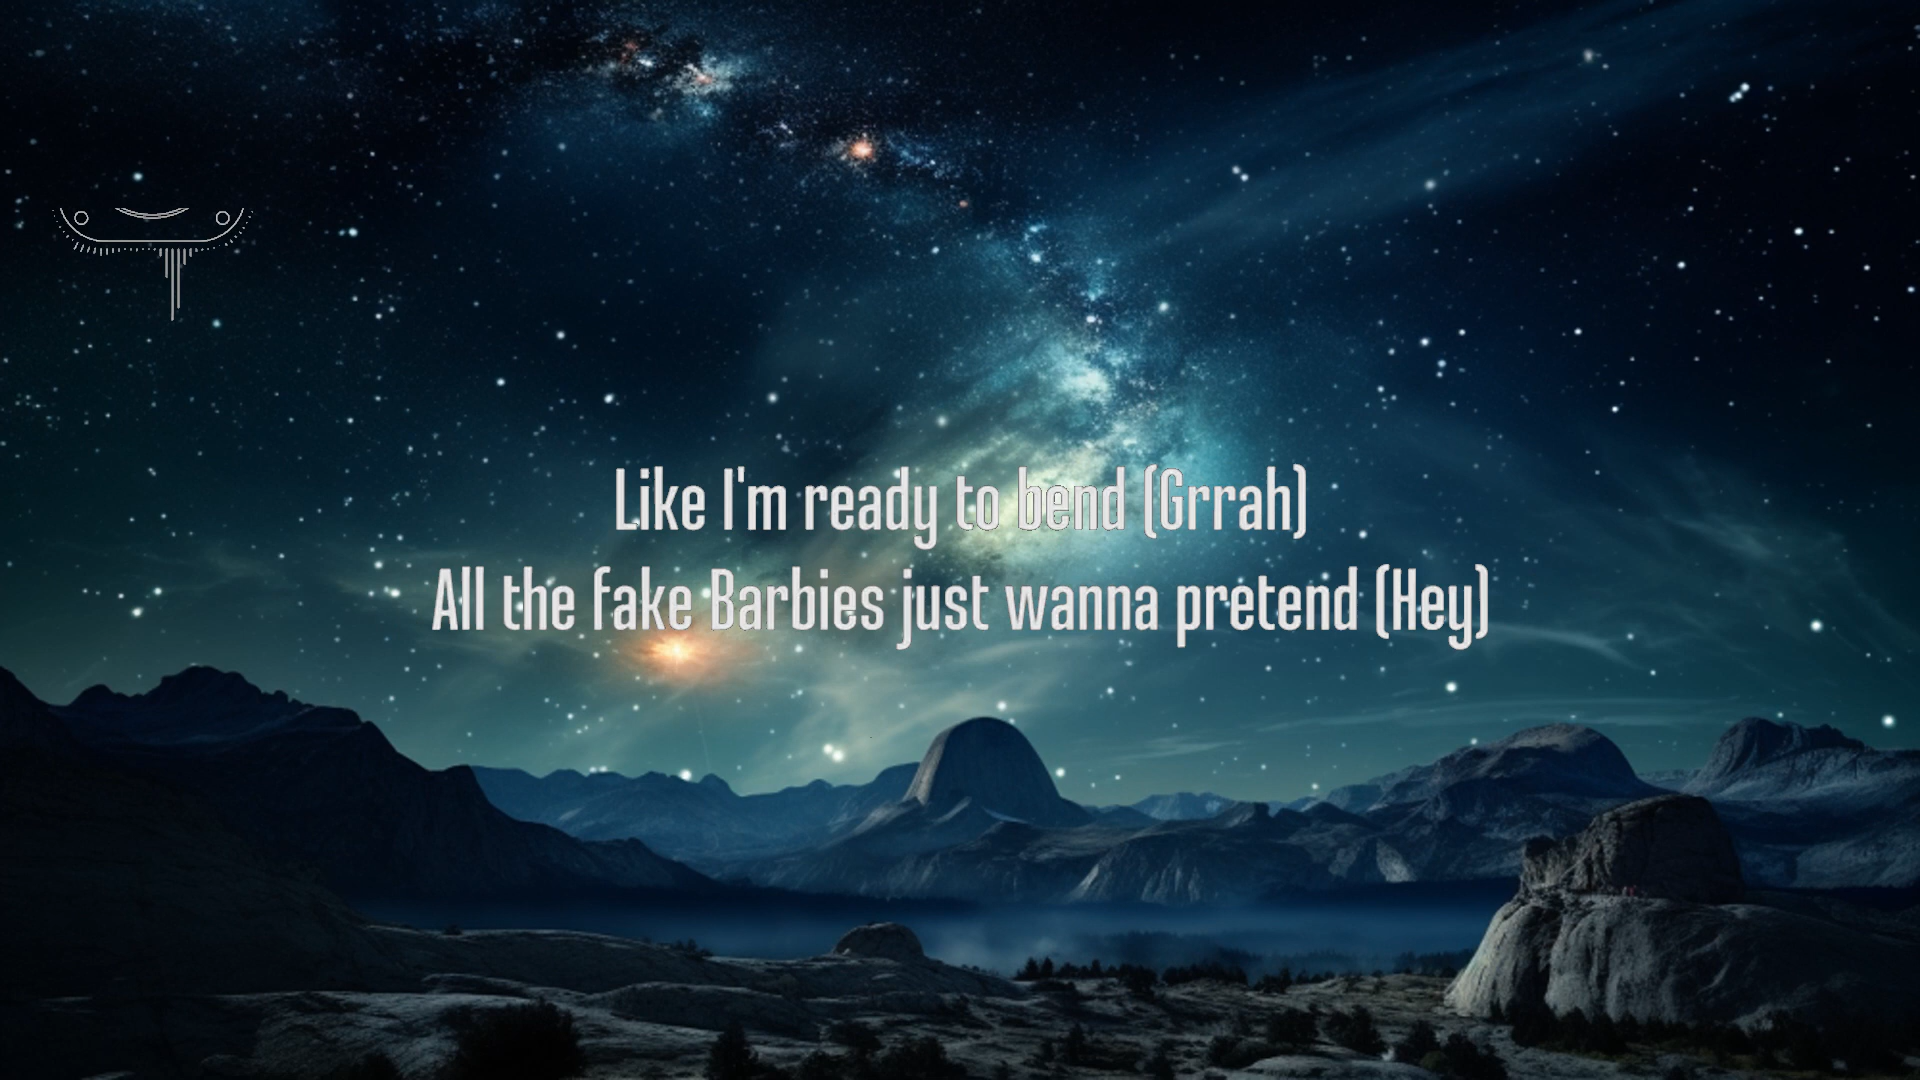 Like I'm ready to bend (Grrah)
All the fake Barbies just wanna pretend (Hey)